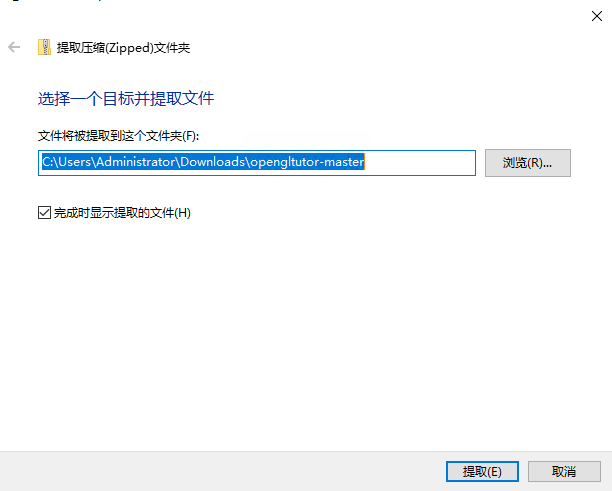 提取压缩(Zipped)文件夹
选择一个目标并提取文件
文件将被提取到这个文件夹(F):
C:\Users\Administrator\Downloads\opengltutor-master
浏览(R)...
完成时显示提取的文件(H)
提取(E)
取消